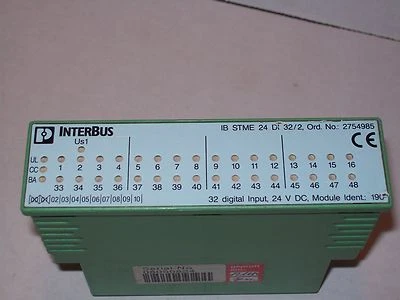 INTERBUS
IB STME 24 DI 32/2, Ord. No.: 2754985
Us1
CE
UL 1 2 3 4 5 6 7 8 9 10 11 12 13 14 15 16
CC
BA 33 34 35 36 37 38 39 40 41 42 43 44 45 46 47 48
02 03 04 05 06 07 08 09 10
32 digital Input, 24 V DC, Module Ident.: 190
Serial-No.